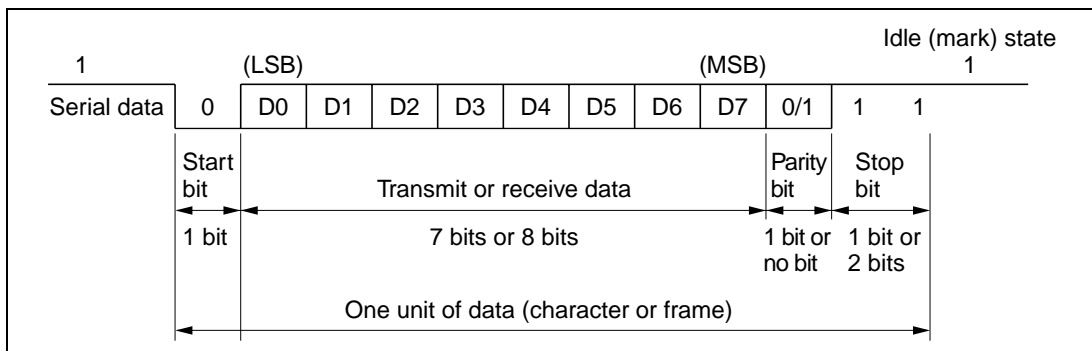 Idle (mark) state
1 (LSB) (MSB) 1
Serial data 0 D0 D1 D2 D3 D4 D5 D6 D7 0/1 1 1
Start bit Transmit or receive data Parity bit Stop bit
1 bit 7 bits or 8 bits 1 bit or no bit 1 bit or 2 bits
One unit of data (character or frame)